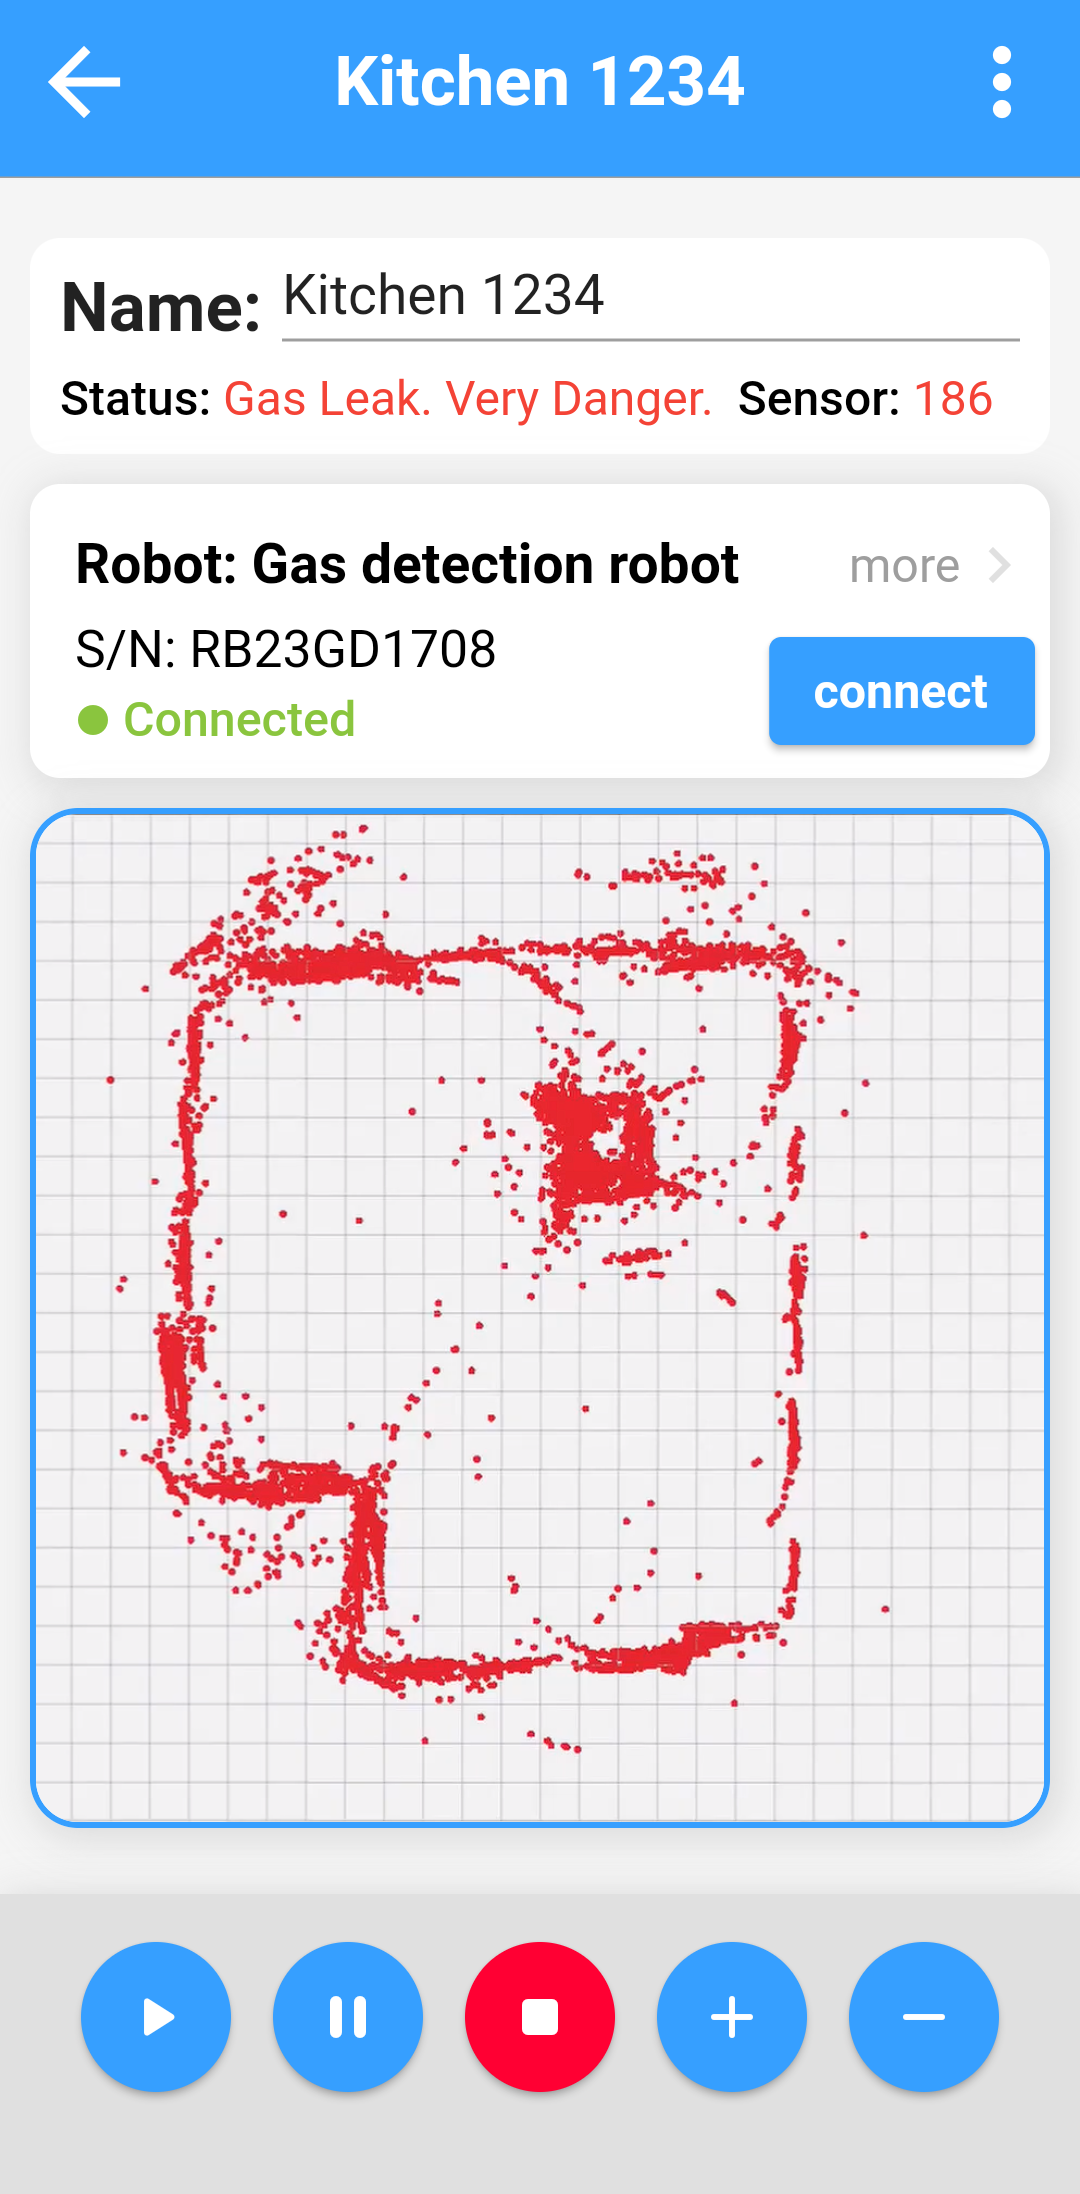 Kitchen 1234
Name: Kitchen 1234
Status: Gas Leak. Very Danger. Sensor: 186
Robot: Gas detection robot more
S/N: RB23GD1708
connect
Connected